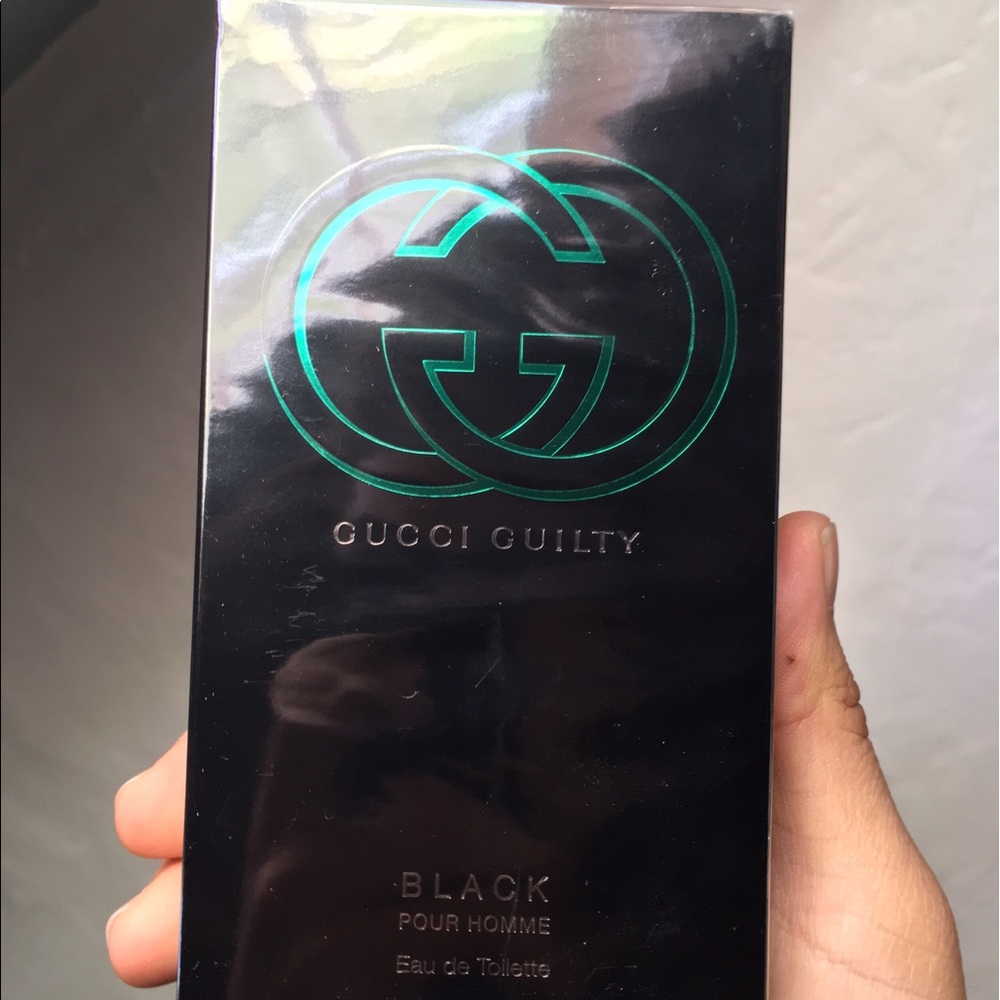 GUCCI GUILTY
BLACK
POUR HOMME
Eau de Toilette